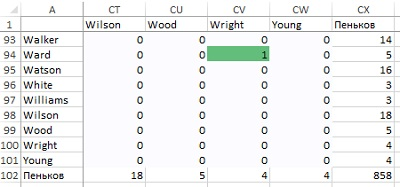 A CT CU CV CW CX
1 Wilson Wood Wright Young Пеньков
93 Walker 0 0 0 0 14
94 Ward 0 0 1 0 5
95 Watson 0 0 0 0 16
96 White 0 0 0 0 3
97 Williams 0 0 0 0 3
98 Wilson 0 0 0 0 18
99 Wood 0 0 0 0 5
100 Wright 0 0 0 0 4
101 Young 0 0 0 0 4
102 Пеньков 18 5 4 4 858